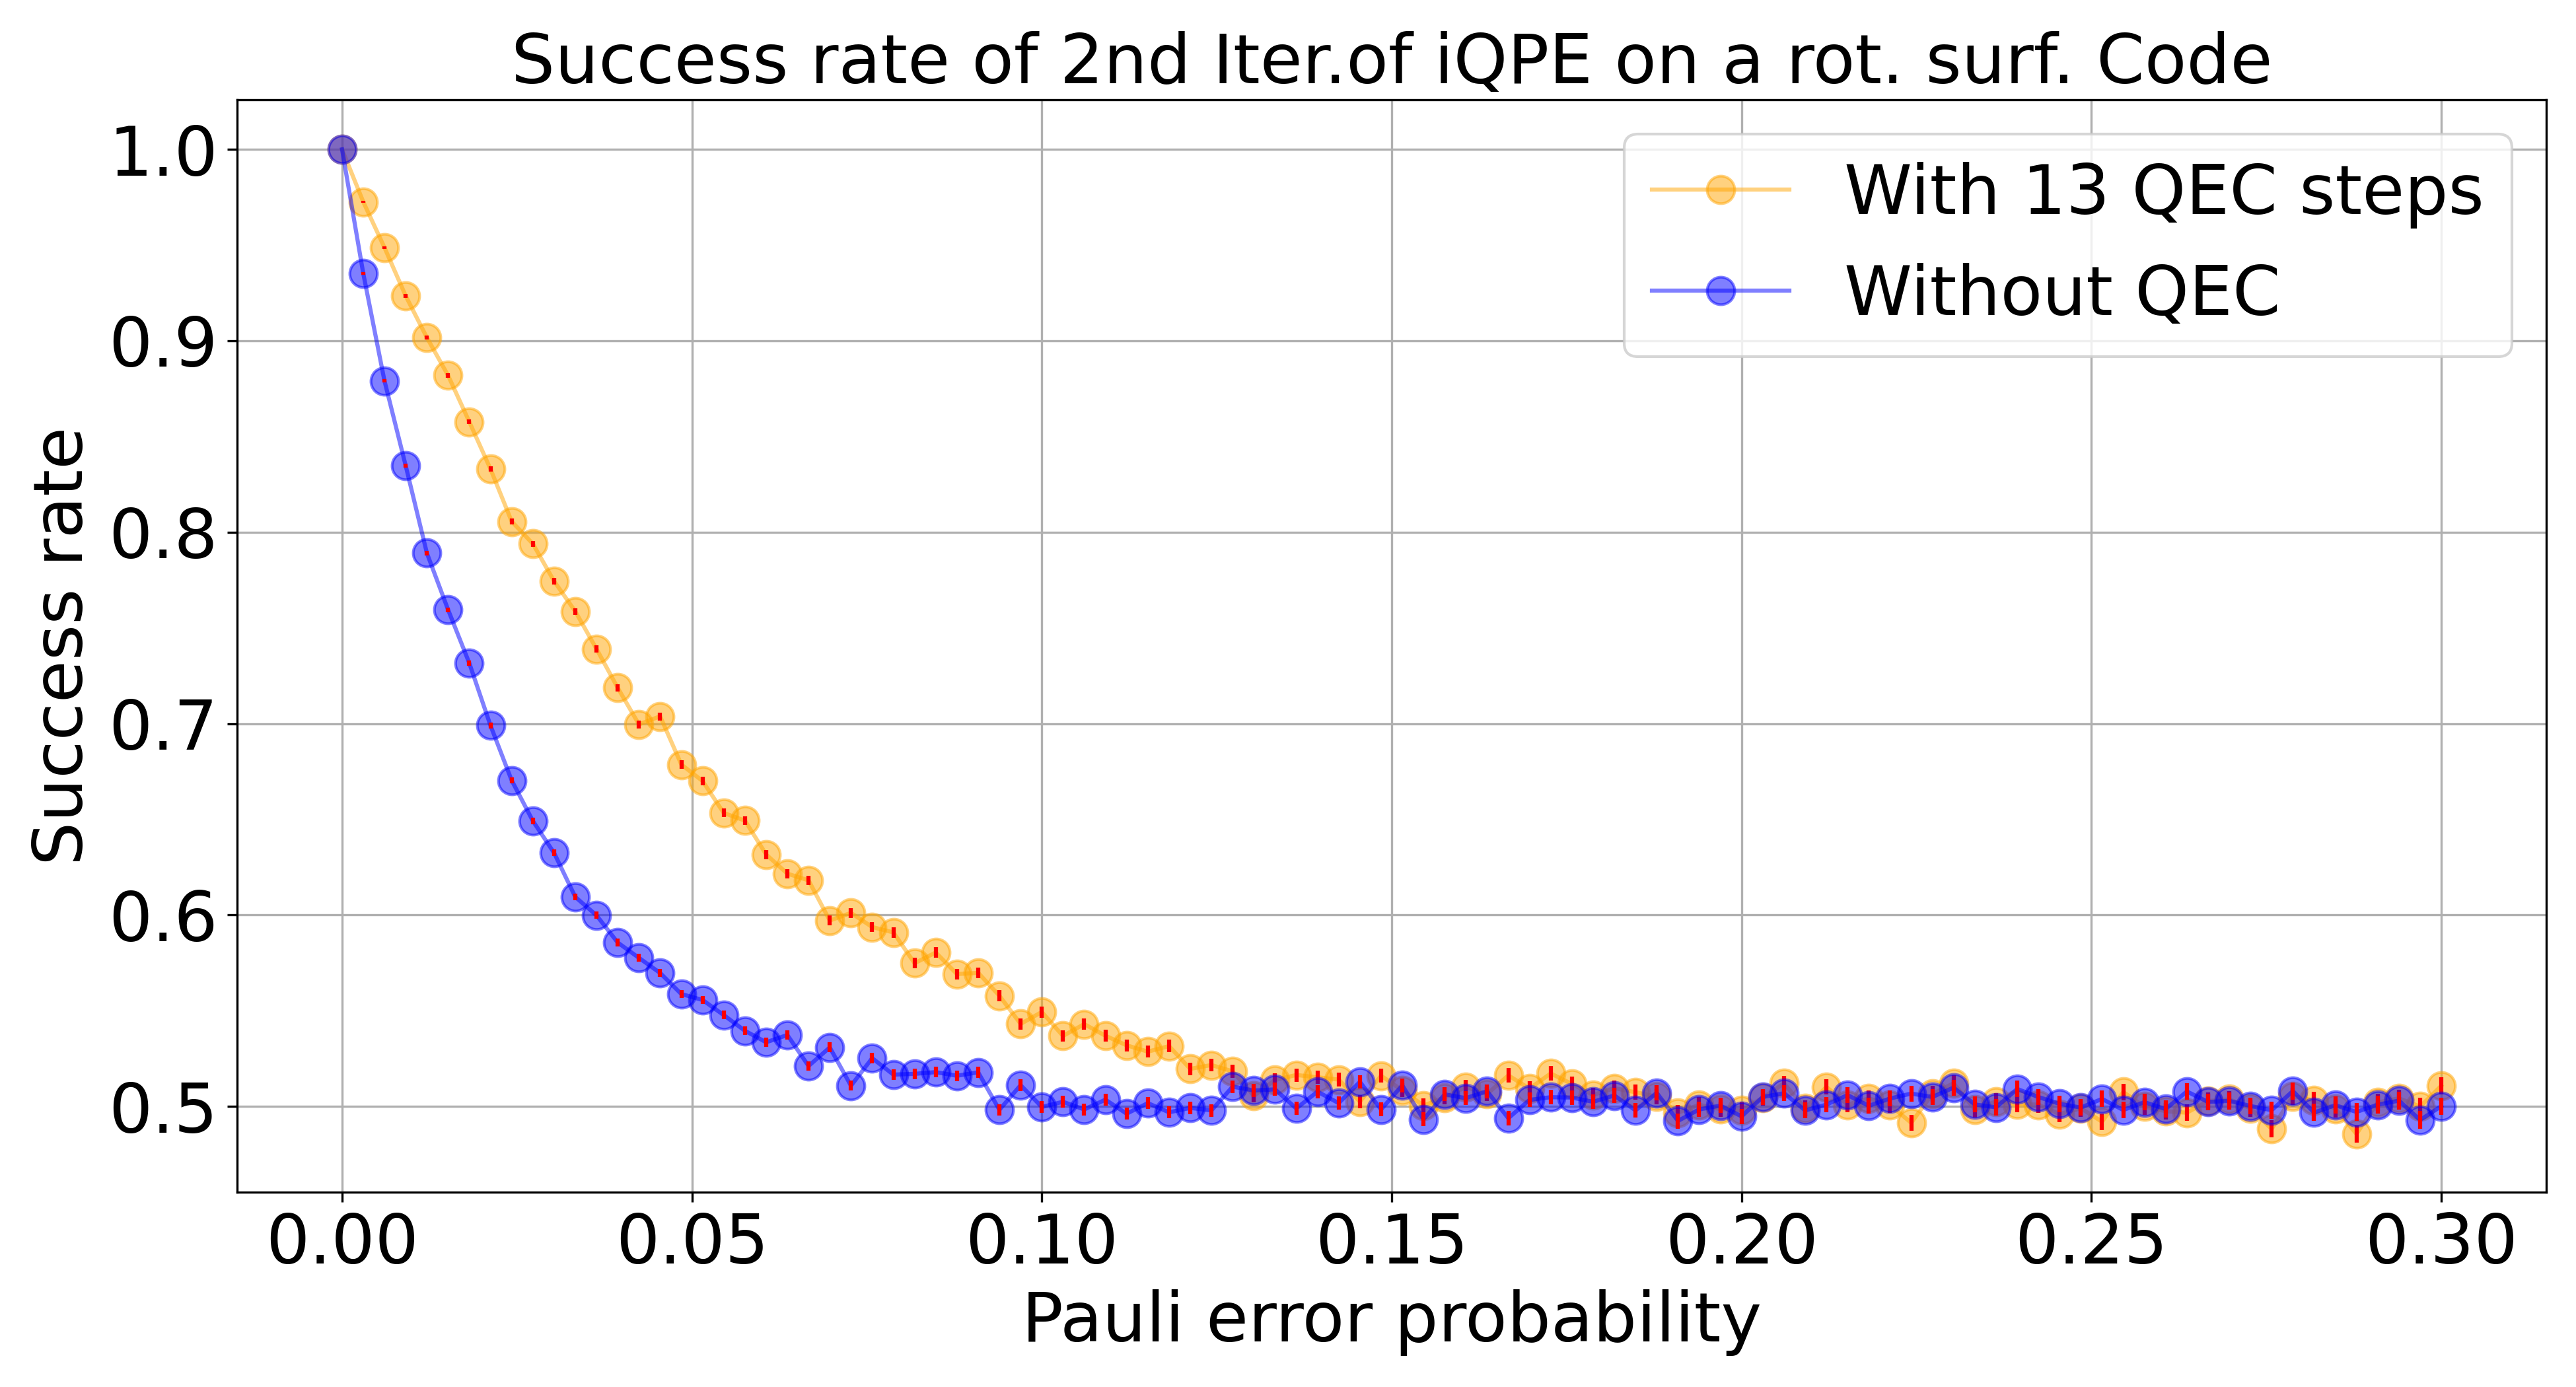 Success rate of 2nd Iter.of iQPE on a rot. surf. Code
With 13 QEC steps
Without QEC
Success rate
1.0
0.9
0.8
0.7
0.6
0.5
0.00 0.05 0.10 0.15 0.20 0.25 0.30
Pauli error probability